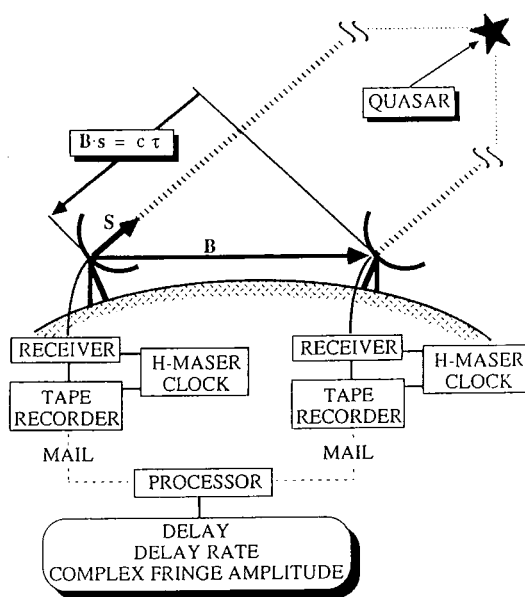 QUASAR
B·s = c τ
S
B
RECEIVER
H-MASER
CLOCK
TAPE
RECORDER
MAIL
RECEIVER
H-MASER
CLOCK
TAPE
RECORDER
MAIL
PROCESSOR
DELAY
DELAY RATE
COMPLEX FRINGE AMPLITUDE